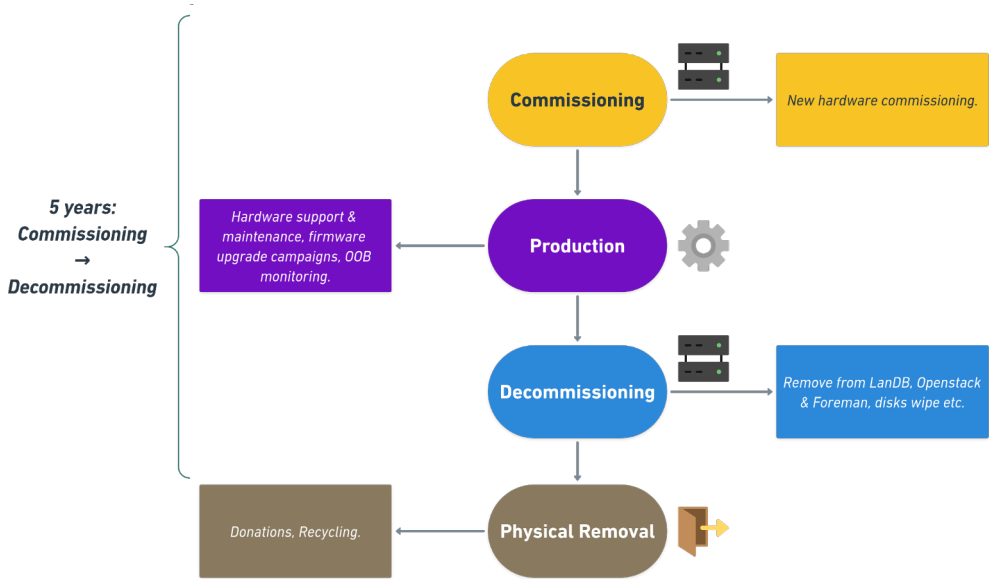 Commissioning
New hardware commissioning.
5 years:
Commissioning
→
Decommissioning
Hardware support &
maintenance, firmware
upgrade campaigns, OOB
monitoring.
Production
Decommissioning
Remove from LanDB, Openstack
& Foreman, disks wipe etc.
Donations, Recycling.
Physical Removal